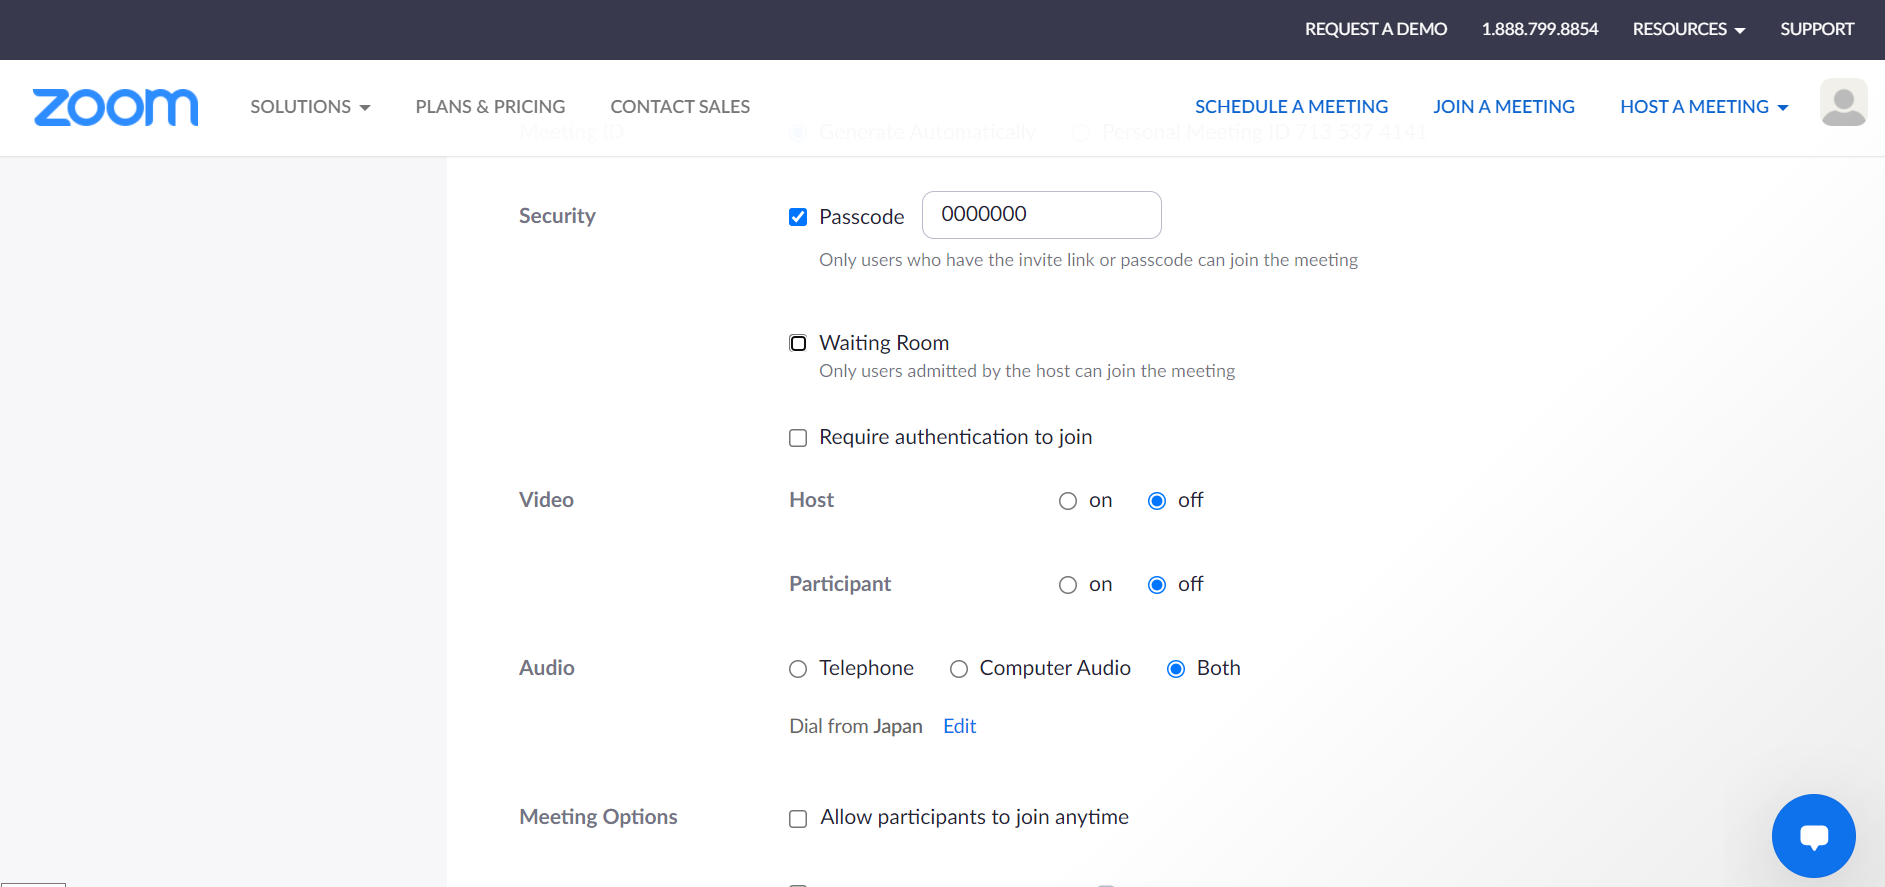 REQUEST A DEMO 1.888.799.8854 RESOURCES SUPPORT
zoom SOLUTIONS PLANS & PRICING CONTACT SALES SCHEDULE A MEETING JOIN A MEETING HOST A MEETING
Meeting ID Generate Automatically Personal Meeting ID 713 537 4141
Security Passcode 0000000
Only users who have the invite link or passcode can join the meeting
Waiting Room
Only users admitted by the host can join the meeting
Require authentication to join
Video Host on off
Participant on off
Audio Telephone Computer Audio Both
Dial from Japan Edit
Meeting Options Allow participants to join anytime